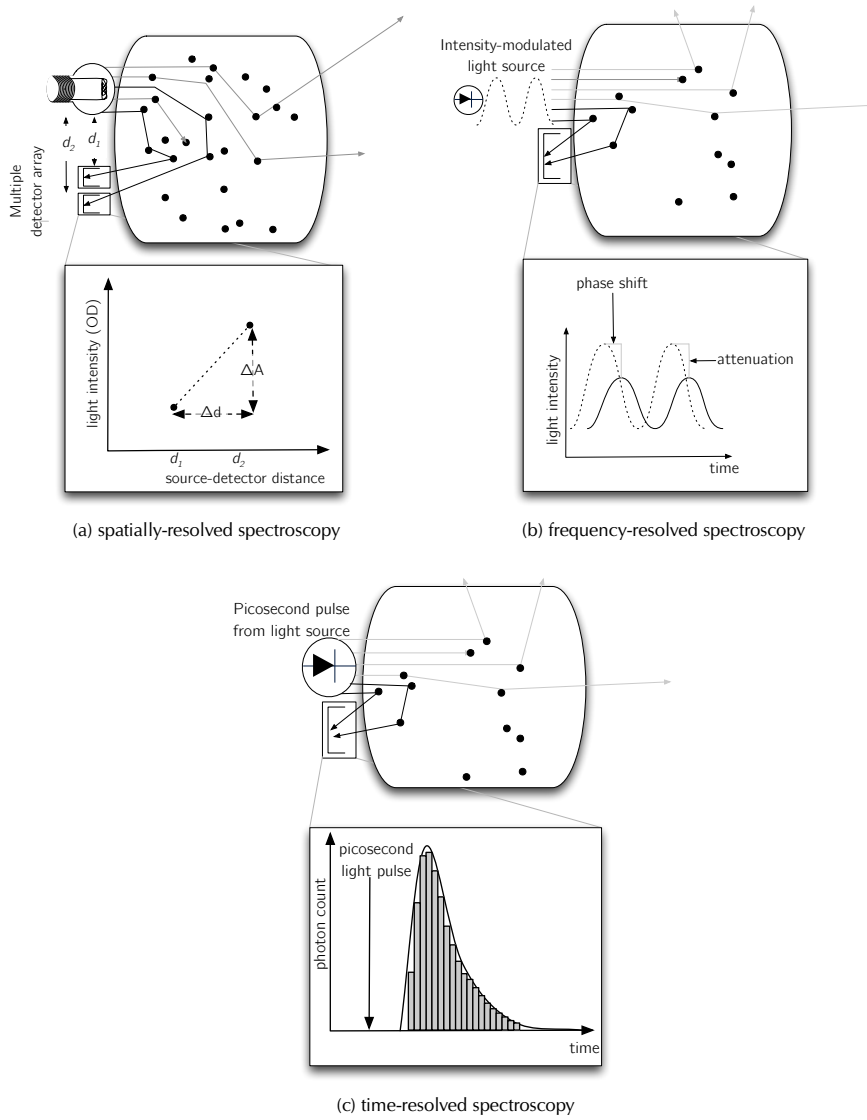 d₂
d₁
Multiple
detector array
light intensity (OD)
ΔA
Δd
d₁
d₂
source-detector distance
(a) spatially-resolved spectroscopy
Intensity-modulated
light source
phase shift
attenuation
light intensity
time
(b) frequency-resolved spectroscopy
Picosecond pulse
from light source
picosecond
light pulse
photon count
time
(c) time-resolved spectroscopy